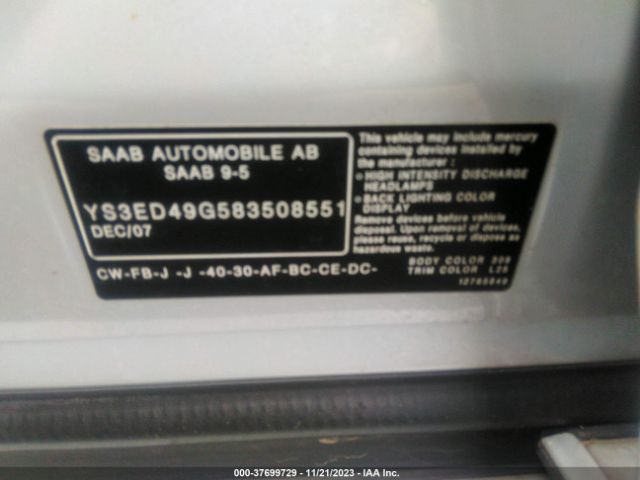 SAAB AUTOMOBILE AB
SAAB 9-5
YS3ED49G583508551
DEC/07
CW-FB-J -J -40-30-AF-BC-CE-DC-
This vehicle may include mercury
containing devices installed by
the manufacturer :
HIGH INTENSITY DISCHARGE
HEADLAMPS
BACK LIGHTING COLOR
DISPLAY
Remove devices before vehicle
disposal. Upon removal of devices
please reuse, recycle or dispose as
hazardous waste.
BODY COLOR
TRIM COLOR
000-37699729 - 11/21/2023 - IAA Inc.